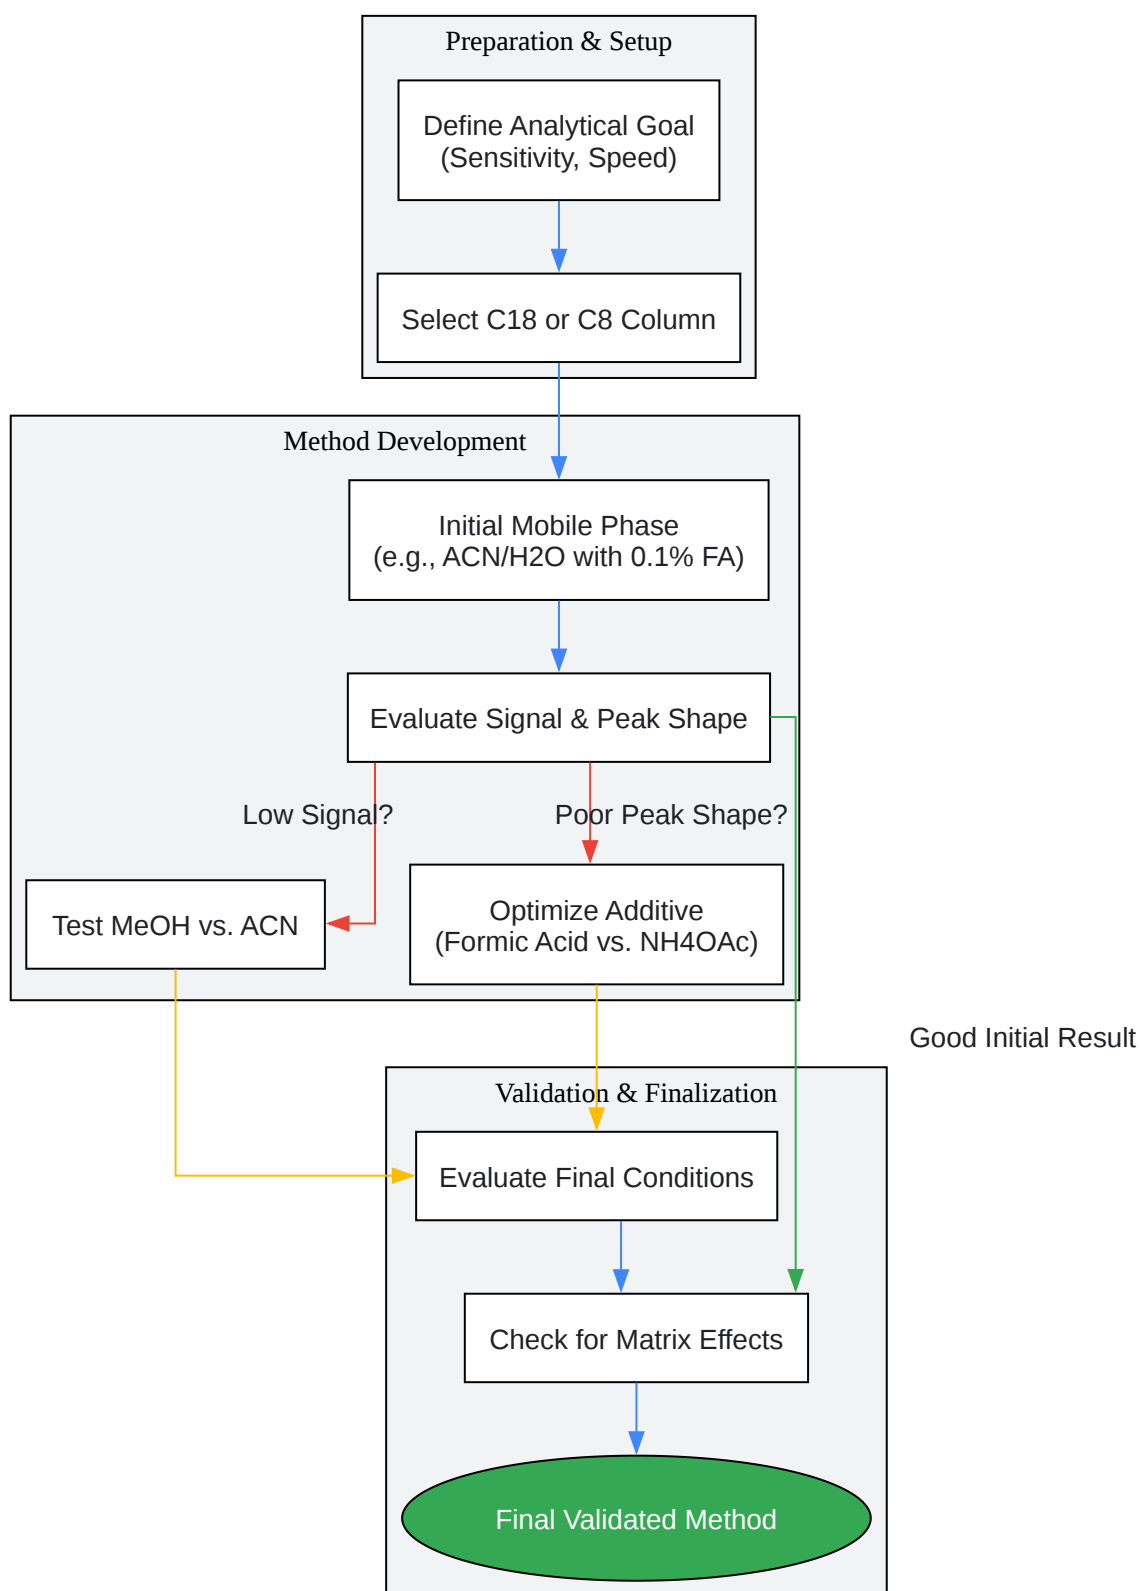 Preparation & Setup
Define Analytical Goal
(Sensitivity, Speed)
Select C18 or C8 Column
Method Development
Initial Mobile Phase
(e.g., ACN/H2O with 0.1% FA)
Evaluate Signal & Peak Shape
Low Signal?
Poor Peak Shape?
Test MeOH vs. ACN
Optimize Additive
(Formic Acid vs. NH4OAc)
Good Initial Result
Validation & Finalization
Evaluate Final Conditions
Check for Matrix Effects
Final Validated Method